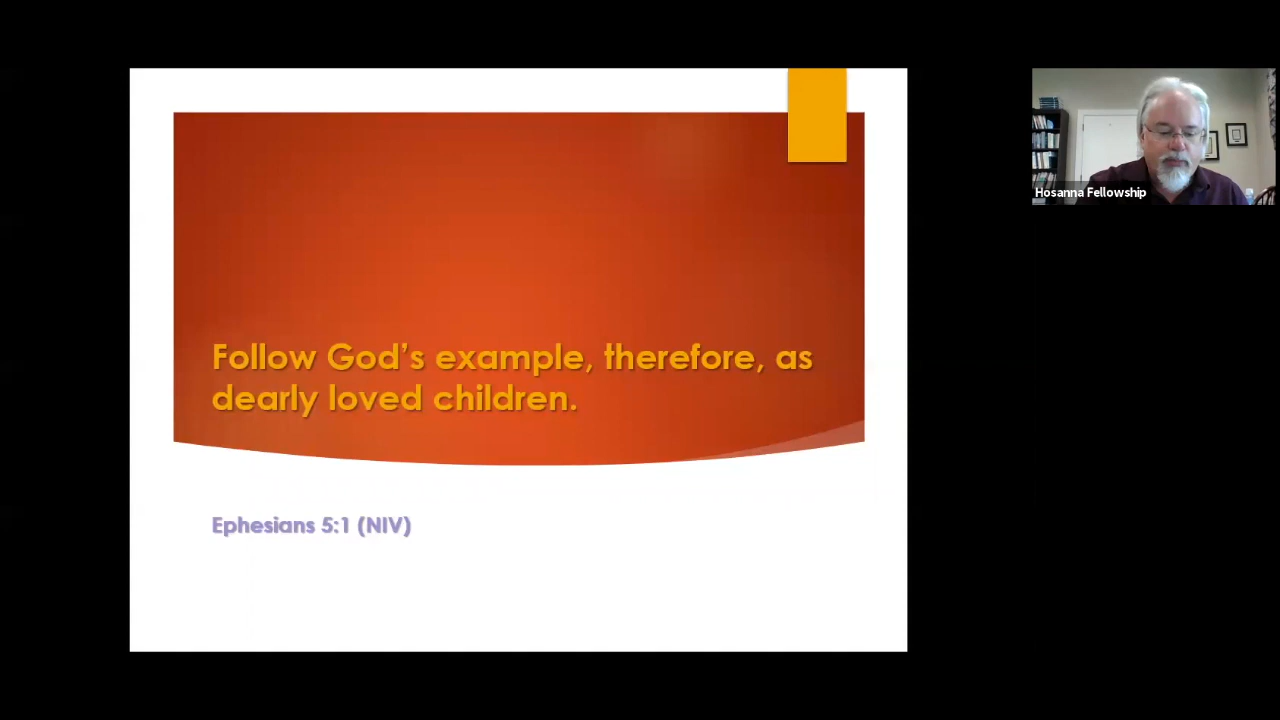 Follow God’s example, therefore, as
dearly loved children.
Ephesians 5:1 (NIV)
Hosanna Fellowship